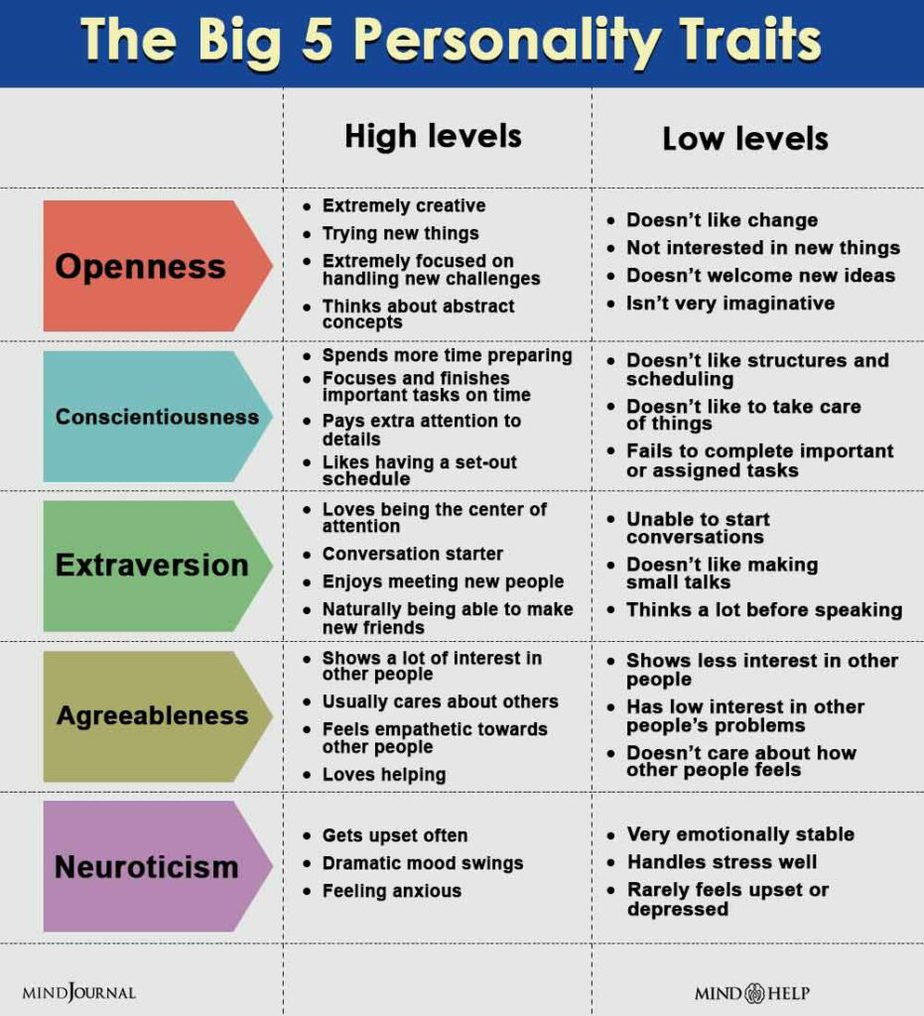 The Big 5 Personality Traits
High levels
Low levels
Openness
• Extremely creative
• Trying new things
• Extremely focused on
handling new challenges
• Thinks about abstract
concepts
• Doesn't like change
• Not interested in new things
• Doesn't welcome new ideas
• Isn't very imaginative
Conscientiousness
• Spends more time preparing
• Focuses and finishes
important tasks on time
• Pays extra attention to
details
• Likes having a set-out
schedule
• Doesn't like structures and
scheduling
• Doesn't like to take care
of things
• Fails to complete important
or assigned tasks
Extraversion
• Loves being the center of
attention
• Conversation starter
• Enjoys meeting new people
• Naturally being able to make
new friends
• Unable to start
conversations
• Doesn't like making
small talks
• Thinks a lot before speaking
Agreeableness
• Shows a lot of interest in
other people
• Usually cares about others
• Feels empathetic towards
other people
• Loves helping
• Shows less interest in other
people
• Has low interest in other
people's problems
• Doesn't care about how
other people feels
Neuroticism
• Gets upset often
• Dramatic mood swings
• Feeling anxious
• Very emotionally stable
• Handles stress well
• Rarely feels upset or
depressed
MINDJOURNAL
MIND HELP